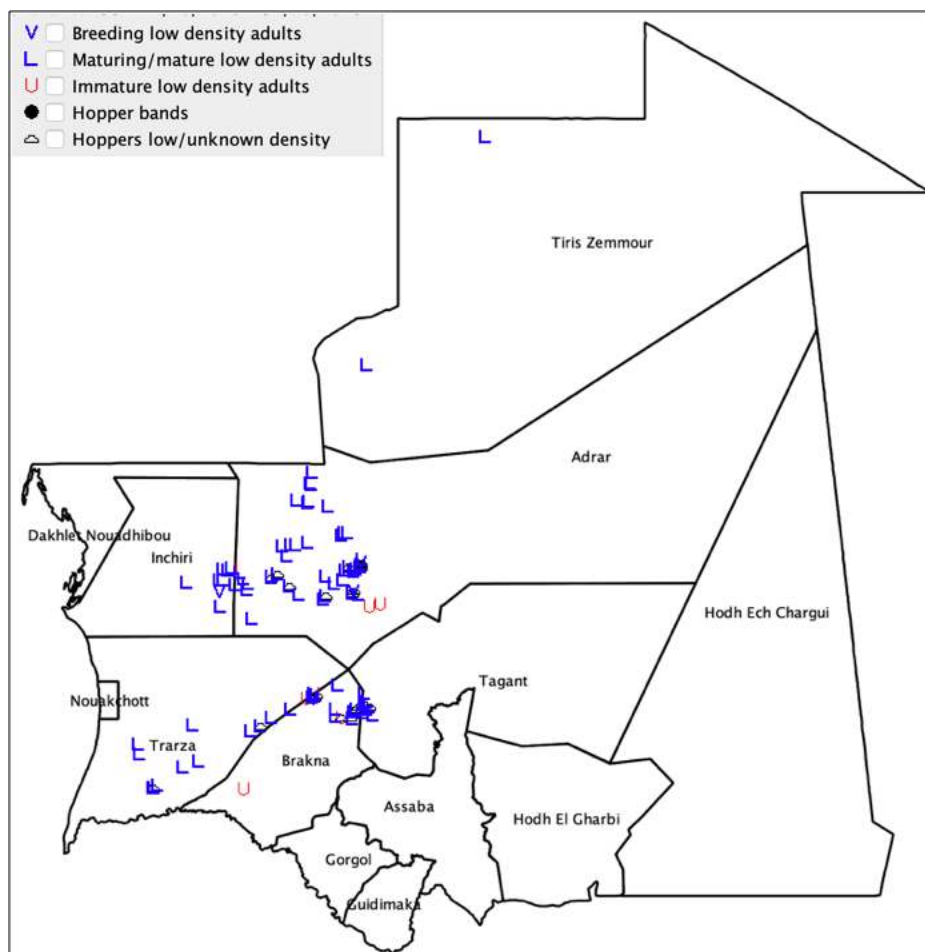 Breeding low density adults
Maturing/mature low density adults
Immature low density adults
Hopper bands
Hoppers low/unknown density
Tiris Zemmour
Adrar
Dakhlet Nouadhibou
Inchiri
Hodh Ech Chargui
Tagant
Nouakchott
Trarza
Brakna
Assaba
Hodh El Gharbi
Gorgol
Guidimaka